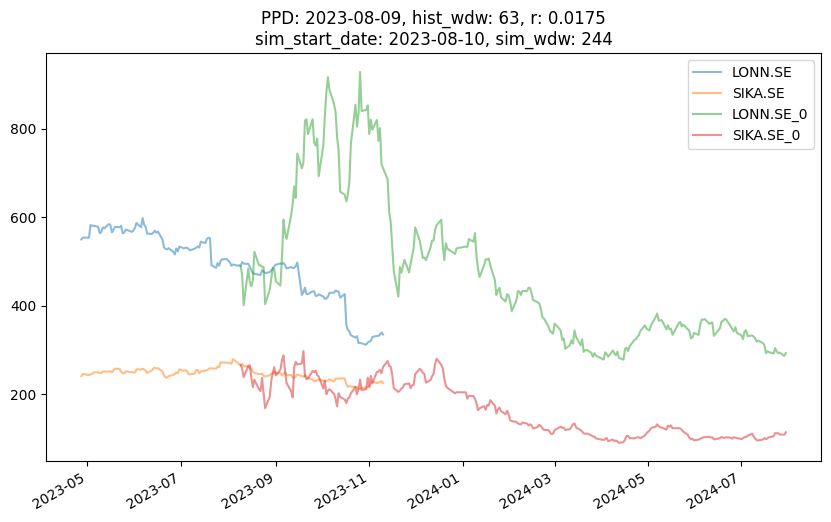 PPD: 2023-08-09, hist_wdw: 63, r: 0.0175
sim_start_date: 2023-08-10, sim_wdw: 244
LONN.SE
SIKA.SE
LONN.SE_0
SIKA.SE_0
800
600
400
200
2023-05
2023-07
2023-09
2023-11
2024-01
2024-03
2024-05
2024-07